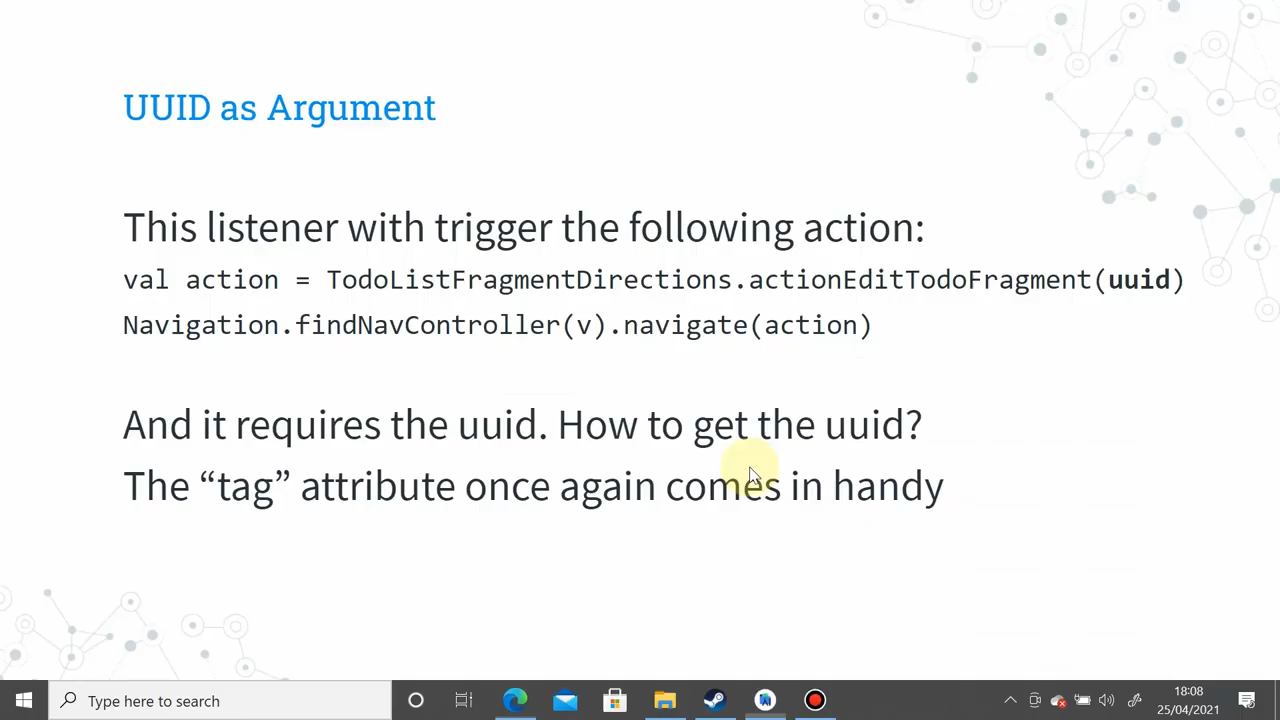 UUID as Argument
This listener with trigger the following action:
val action = TodoListFragmentDirections.actionEditTodoFragment(uuid)
Navigation.findNavController(v).navigate(action)
And it requires the uuid. How to get the uuid?
The “tag” attribute once again comes in handy
Type here to search
18:08
25/04/2021